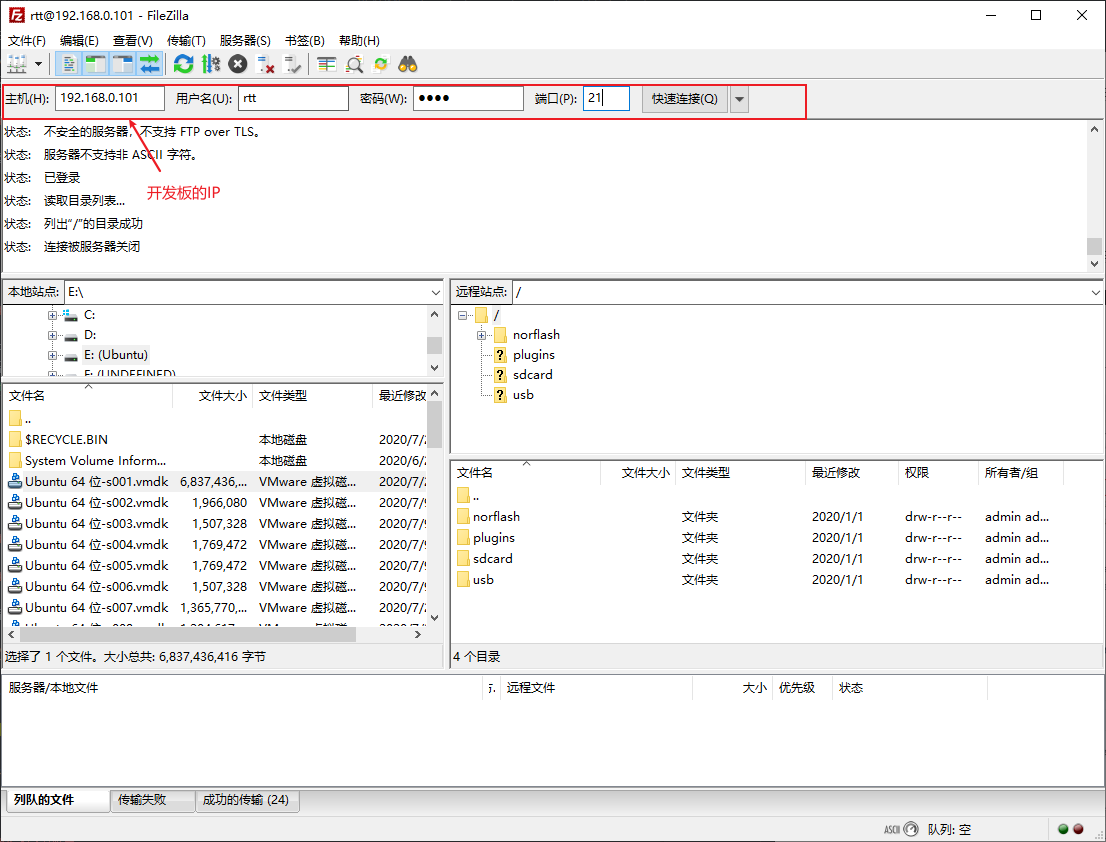 rtt@192.168.0.101 - FileZilla
文件(F) 编辑(E) 查看(V) 传输(T) 服务器(S) 书签(B) 帮助(H)
主机(H): 192.168.0.101 用户名(U): rtt 密码(W): ●●●● 端口(P): 21 快速连接(Q)
状态: 不安全的服务器，不支持 FTP over TLS。
状态: 服务器不支持非 ASCII 字符。
状态: 已登录
开发板的IP
状态: 读取目录列表...
状态: 列出“/”的目录成功
状态: 连接被服务器关闭
本地站点: E:\
C:
D:
E: (Ubuntu)
F: (UNDEFINED)
文件名 文件大小 文件类型 最近修改
..
$RECYCLE.BIN 本地磁盘 2020/7/2
System Volume Inform... 本地磁盘 2020/6/2
Ubuntu 64 位-s001.vmdk 6,837,436,... VMware 虚拟磁... 2020/7/2
Ubuntu 64 位-s002.vmdk 1,966,080 VMware 虚拟磁... 2020/7/9
Ubuntu 64 位-s003.vmdk 1,507,328 VMware 虚拟磁... 2020/7/9
Ubuntu 64 位-s004.vmdk 1,769,472 VMware 虚拟磁... 2020/7/9
Ubuntu 64 位-s005.vmdk 1,769,472 VMware 虚拟磁... 2020/7/9
Ubuntu 64 位-s006.vmdk 1,507,328 VMware 虚拟磁... 2020/7/9
Ubuntu 64 位-s007.vmdk 1,365,770,... VMware 虚拟磁... 2020/7/2
选择了 1 个文件。大小总共: 6,837,436,416 字节
远程站点: /
/
norflash
plugins
sdcard
usb
文件名 文件大小 文件类型 最近修改 权限 所有者/组
..
norflash 文件夹 2020/1/1 drw-r--r-- admin ad...
plugins 文件夹 2020/1/1 drw-r--r-- admin ad...
sdcard 文件夹 2020/1/1 drw-r--r-- admin ad...
usb 文件夹 2020/1/1 drw-r--r-- admin ad...
4 个目录
服务器/本地文件 远程文件 大小 优先级 状态
列队的文件 传输失败 成功的传输 (24)
ASCII 队列: 空